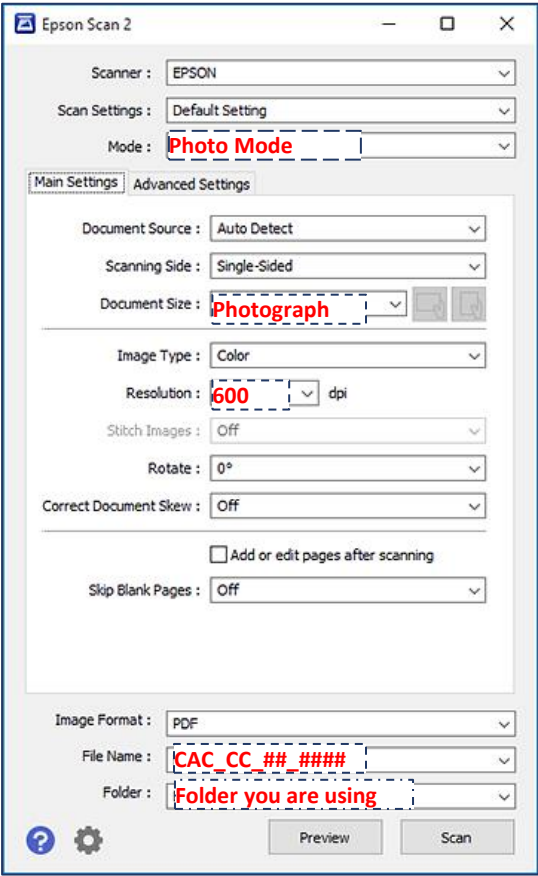 Epson Scan 2
Scanner : EPSON
Scan Settings : Default Setting
Mode : Photo Mode
Main Settings Advanced Settings
Document Source : Auto Detect
Scanning Side : Single-Sided
Document Size : Photograph
Image Type : Color
Resolution : 600 dpi
Stitch Images : Off
Rotate : 0°
Correct Document Skew : Off
Add or edit pages after scanning
Skip Blank Pages : Off
Image Format : PDF
File Name : CAC_CC_##_####
Folder : Folder you are using
? Preview Scan